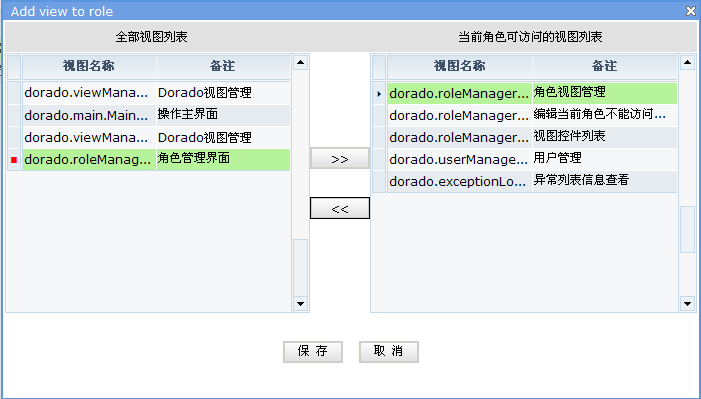 Add view to role
全部视图列表
当前角色可访问的视图列表
视图名称 备注
dorado.viewMana... Dorado视图管理
dorado.main.Main... 操作主界面
dorado.viewMana... Dorado视图管理
dorado.roleManag... 角色管理界面
>>
<<
视图名称 备注
dorado.roleManager... 角色视图管理
dorado.roleManager... 编辑当前角色不能访问...
dorado.roleManager... 视图控件列表
dorado.userManage... 用户管理
dorado.exceptionLo... 异常列表信息查看
保 存 取 消